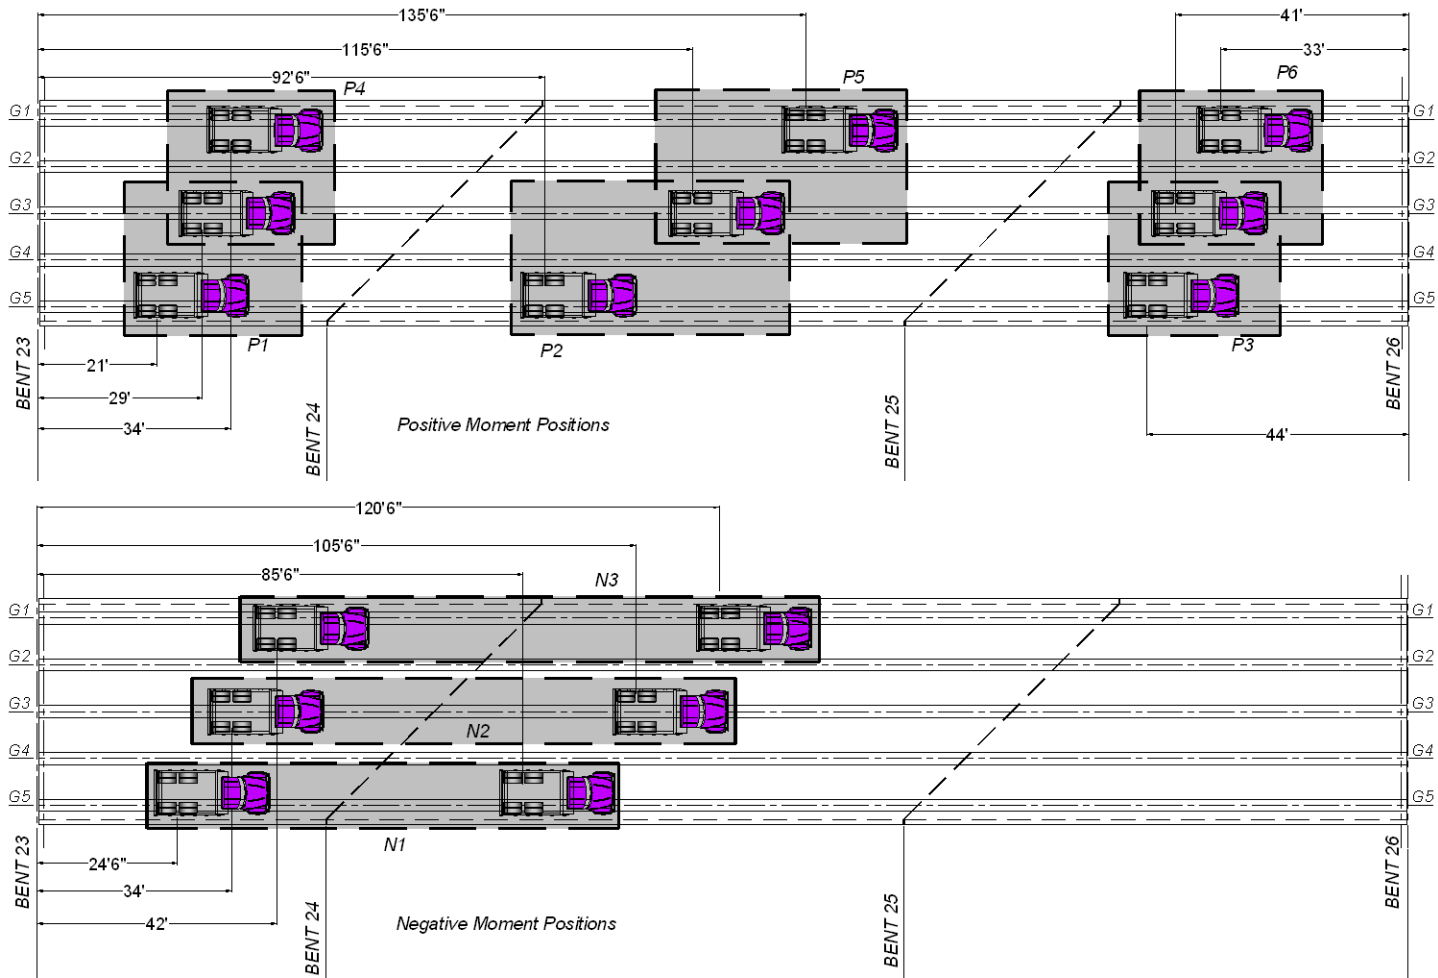 135'6"
41'
115'6"
33'
92'6"
P4
P5
P6
G1
G1
G2
G2
G3
G3
G4
G4
G5
G5
P1
P2
P3
BENT 23
BENT 26
21'
29'
34'
Positive Moment Positions
BENT 24
BENT 25
44'
120'6"
105'6"
85'6"
N3
G1
G1
G2
G2
G3
G3
N2
G4
G4
G5
G5
N1
BENT 23
BENT 26
24'6"
34'
42'
Negative Moment Positions
BENT 24
BENT 25